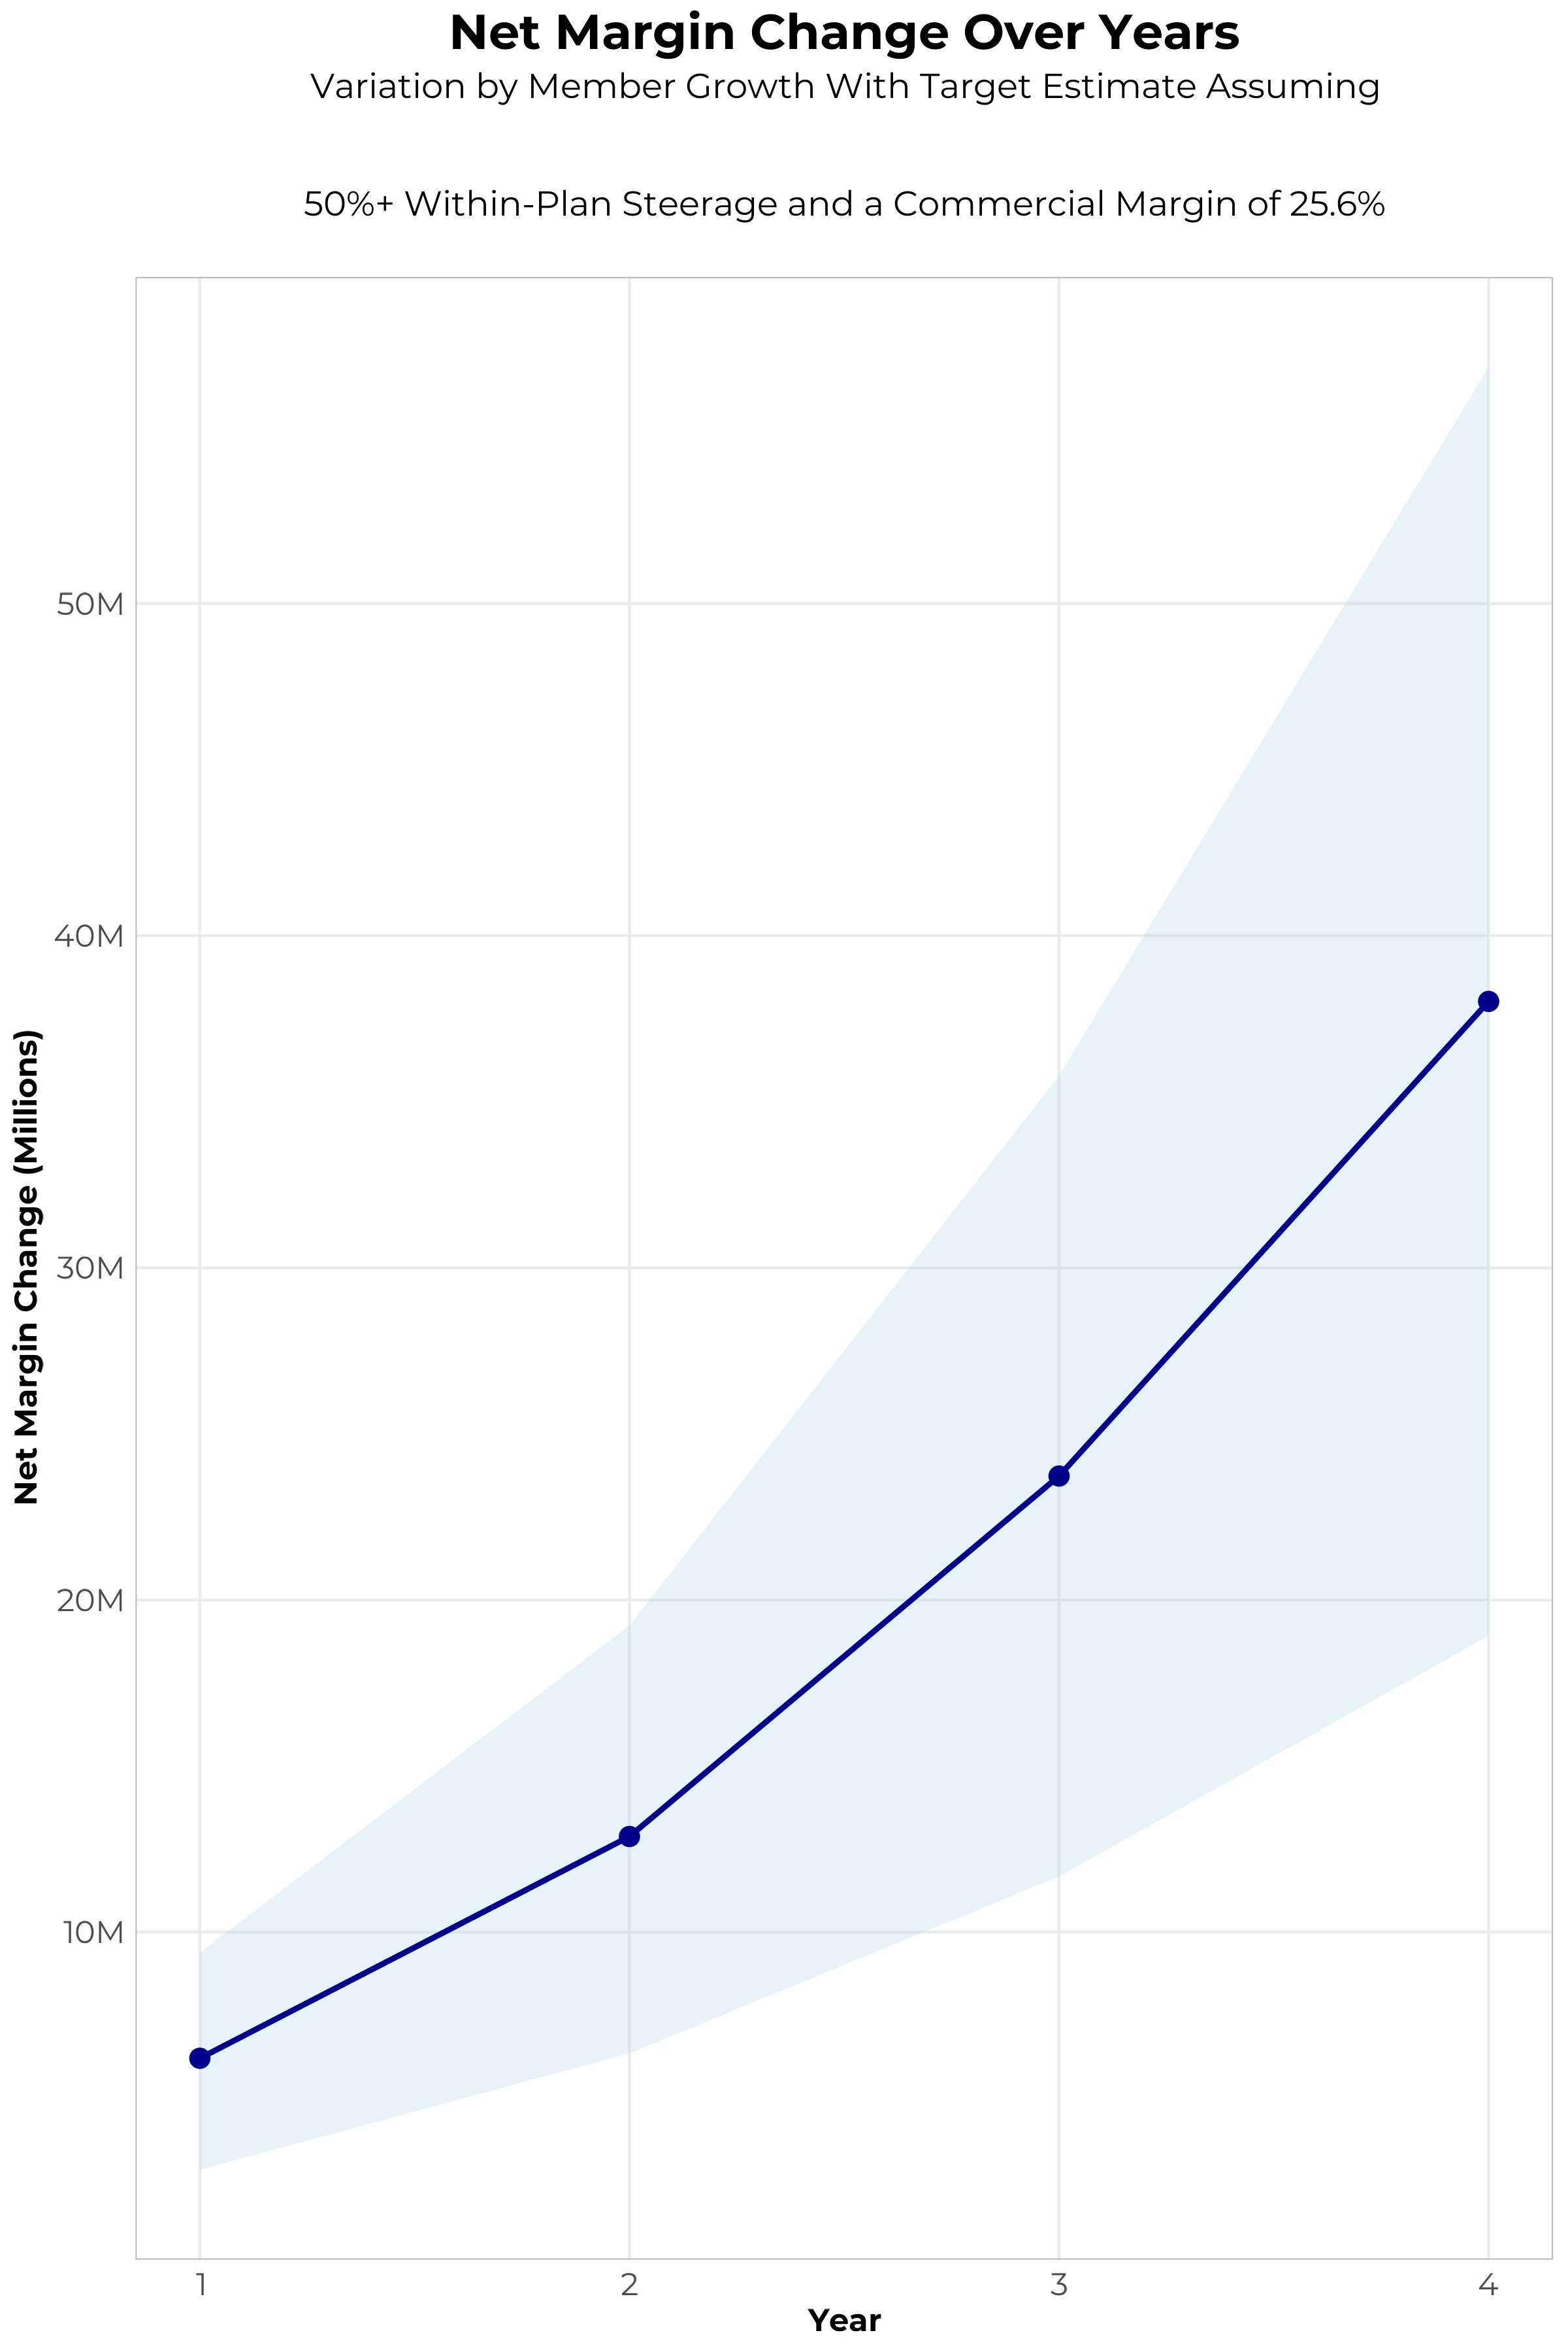 Net Margin Change Over Years
Variation by Member Growth With Target Estimate Assuming
50%+ Within-Plan Steerage and a Commercial Margin of 25.6%
50M
40M
30M
20M
10M
Net Margin Change (Millions)
1
2
3
4
Year